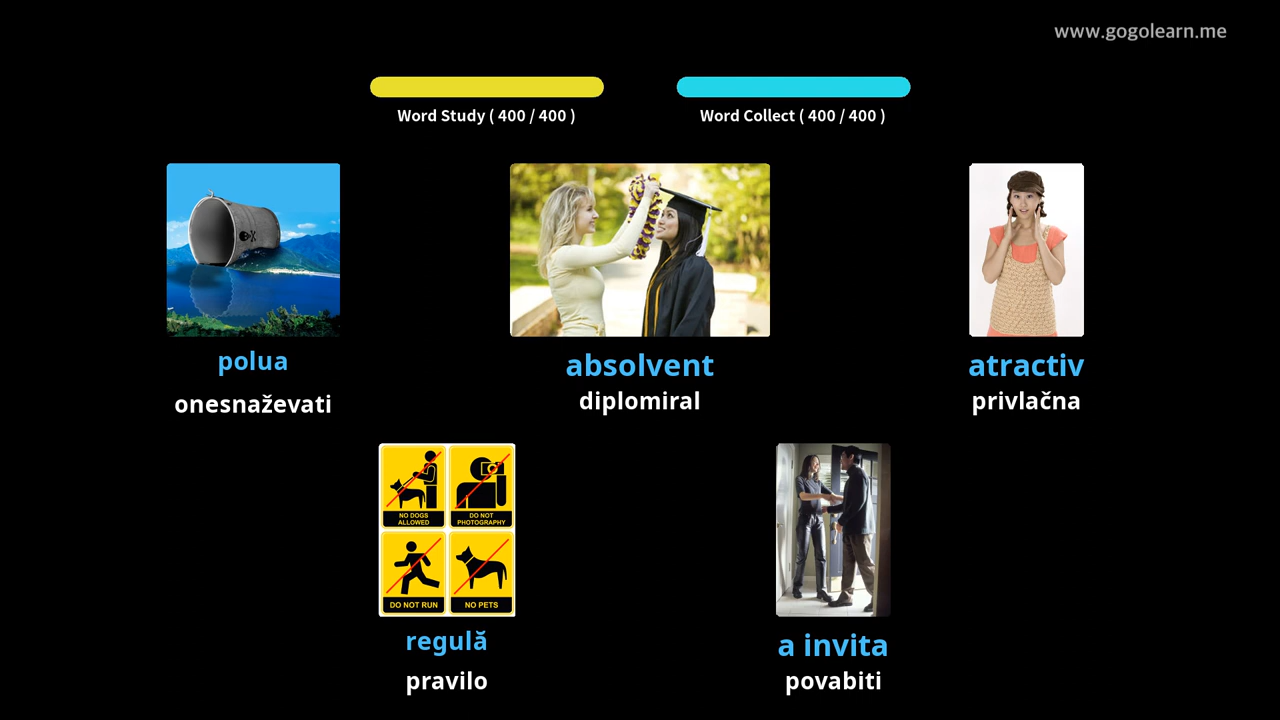 www.gogolearn.me
Word Study ( 400 / 400 )
Word Collect ( 400 / 400 )
polua
onesnaževati
absolvent
diplomiral
atractiv
privlačna
NO DOGS
ALLOWED
DO NOT
PHOTOGRAPHY
DO NOT RUN
NO PETS
regulă
pravilo
a invita
povabiti